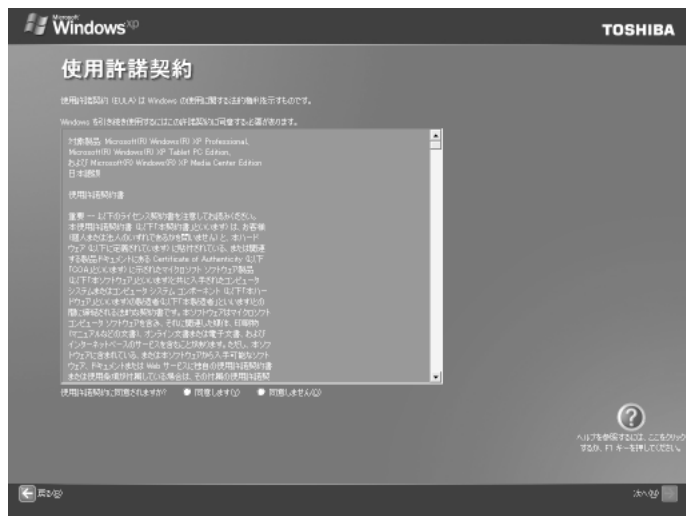 Microsoft
Windows xp
TOSHIBA
使用許諾契約
使用許諾契約 (EULA) は Windows の使用に関する法的権利を示すものです。
Windows を引き続き使用するにはこの許諾契約に同意する必要があります。
対象製品: Microsoft(R) Windows(R) XP Professional,
Microsoft(R) Windows(R) XP Tablet PC Edition,
および Microsoft(R) Windows(R) XP Media Center Edition
日本語版
使用許諾契約書
重要 ― 以下のライセンス契約書を注意してお読みください。
本使用許諾契約書 (以下「本契約書」といいます) は、お客様
(個人または法人のいずれであるかを問いません) と、本ハード
ウェア (以下に定義されています) に貼付されている、または関連
する製品ドキュメントにある Certificate of Authenticity (以下
「COA」といいます) に示されたマイクロソフト ソフトウェア製品
(以下「本ソフトウェア」といいます) と共に入手されたコンピュータ
システムまたはコンピュータ システム コンポーネント (以下「本ハー
ドウェア」といいます) の製造者 (以下「本製造者」といいます) との
間に締結される法的な契約書です。本ソフトウェアはマイクロソフト
コンピュータ ソフトウェアを含み、それに関連した媒体、印刷物
(マニュアルなどの文書)、オンライン文書または電子文書、および
インターネットベースのサービスを含むことがあります。ただし、本ソフ
トウェアに含まれている、または本ソフトウェアから入手可能なソフト
ウェア、ドキュメントまたは Web サービスに独自の使用許諾契約書
または使用条項が付属している場合は、その付属の使用許諾契
使用許諾契約に同意されますか?
同意します(Y)
同意しません(O)
ヘルプを参照するには、ここをクリック
するか、F1 キーを押してください。
戻る(B)
次へ(N)